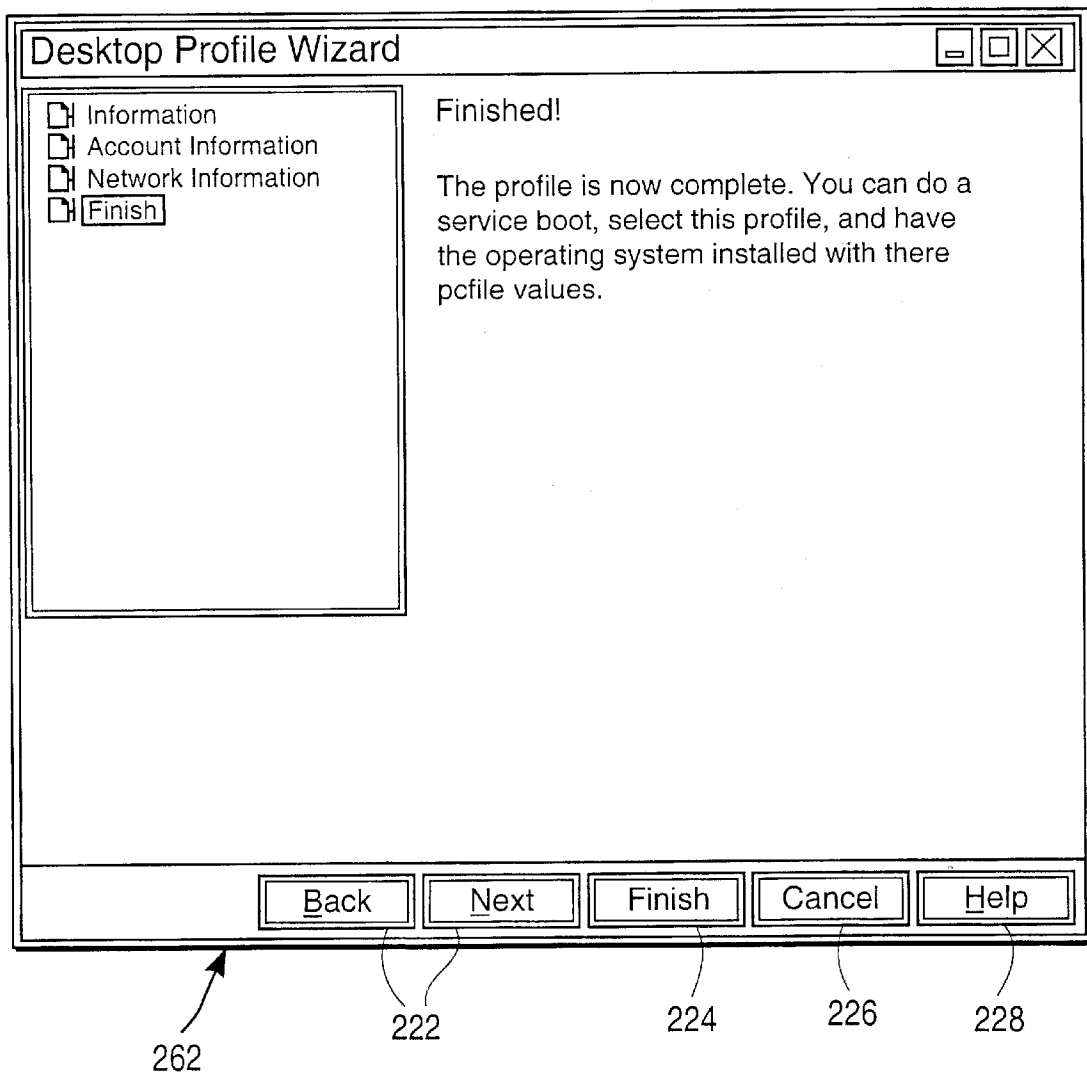 Desktop Profile Wizard
Information
Account Information
Network Information
Finish
Finished!
The profile is now complete. You can do a
service boot, select this profile, and have
the operating system installed with there
pcfile values.
Back
Next
Finish
Cancel
Help
222
224
226
228
262